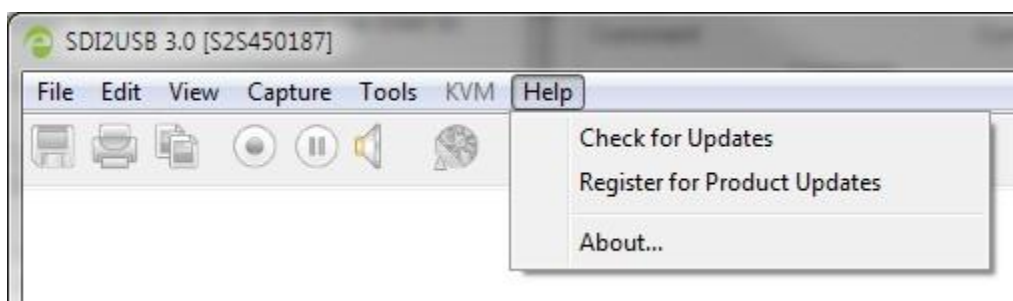 SDI2USB 3.0 [S2S450187]
File Edit View Capture Tools KVM Help
Check for Updates
Register for Product Updates
About...